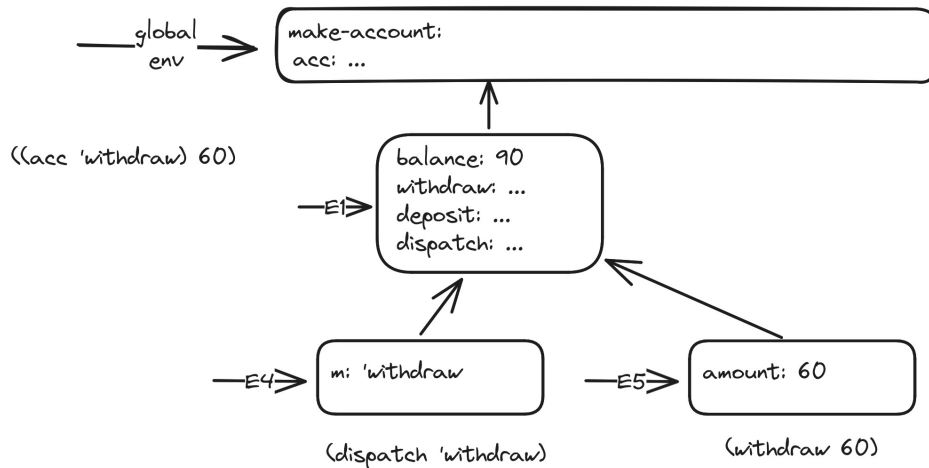 global
env
make-account:
acc: ...
((acc 'withdraw) 60)
E1
balance: 90
withdraw: ...
deposit: ...
dispatch: ...
E4
m: 'withdraw
(dispatch 'withdraw)
E5
amount: 60
(withdraw 60)